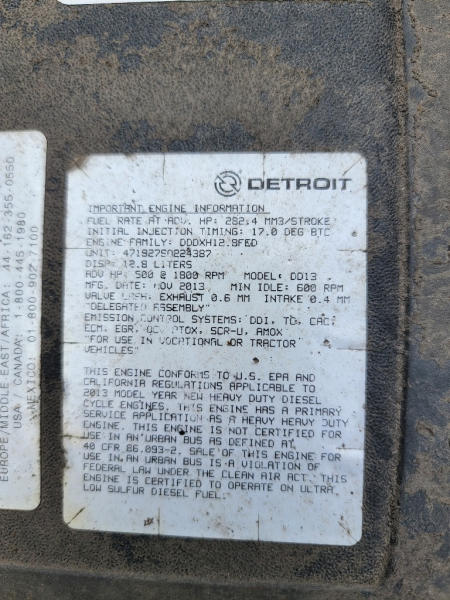 DETROIT
IMPORTANT ENGINE INFORMATION
FUEL RATE AT ADV. HP: 282.4 MM3/STROKE
INITIAL INJECTION TIMING: 17.0 DEG BTC
ENGINE FAMILY: DDDXH12.8FED
UNIT: 471927S0224387
DISP: 12.8 LITERS
ADV HP: 500 @ 1800 RPM MODEL: DD13
MFG. DATE: NOV 2013 MIN IDLE: 600 RPM
VALVE LASH: EXHAUST 0.6 MM INTAKE 0.4 MM
"DELEGATED ASSEMBLY"
EMISSION CONTROL SYSTEMS: DDI, TC, CAC,
ECM, EGR, PTOX, SCR-U, AMOX
"FOR USE IN VOCATIONAL OR TRACTOR
VEHICLES"
THIS ENGINE CONFORMS TO U.S. EPA AND
CALIFORNIA REGULATIONS APPLICABLE TO
2013 MODEL YEAR NEW HEAVY DUTY DIESEL
CYCLE ENGINES. THIS ENGINE HAS A PRIMARY
SERVICE APPLICATION AS A HEAVY HEAVY DUTY
ENGINE. THIS ENGINE IS NOT CERTIFIED FOR
USE IN AN URBAN BUS AS DEFINED AT
40 CFR 86.093-2. SALE OF THIS ENGINE FOR
USE IN AN URBAN BUS IS A VIOLATION OF
FEDERAL LAW UNDER THE CLEAN AIR ACT. THIS
ENGINE IS CERTIFIED TO OPERATE ON ULTRA
LOW SULFUR DIESEL FUEL.
EUROPE/MIDDLE EAST/AFRICA: 44-162-355-0550
USA / CANADA: 1-800-445-1980
MEXICO: 01-800-902-7100